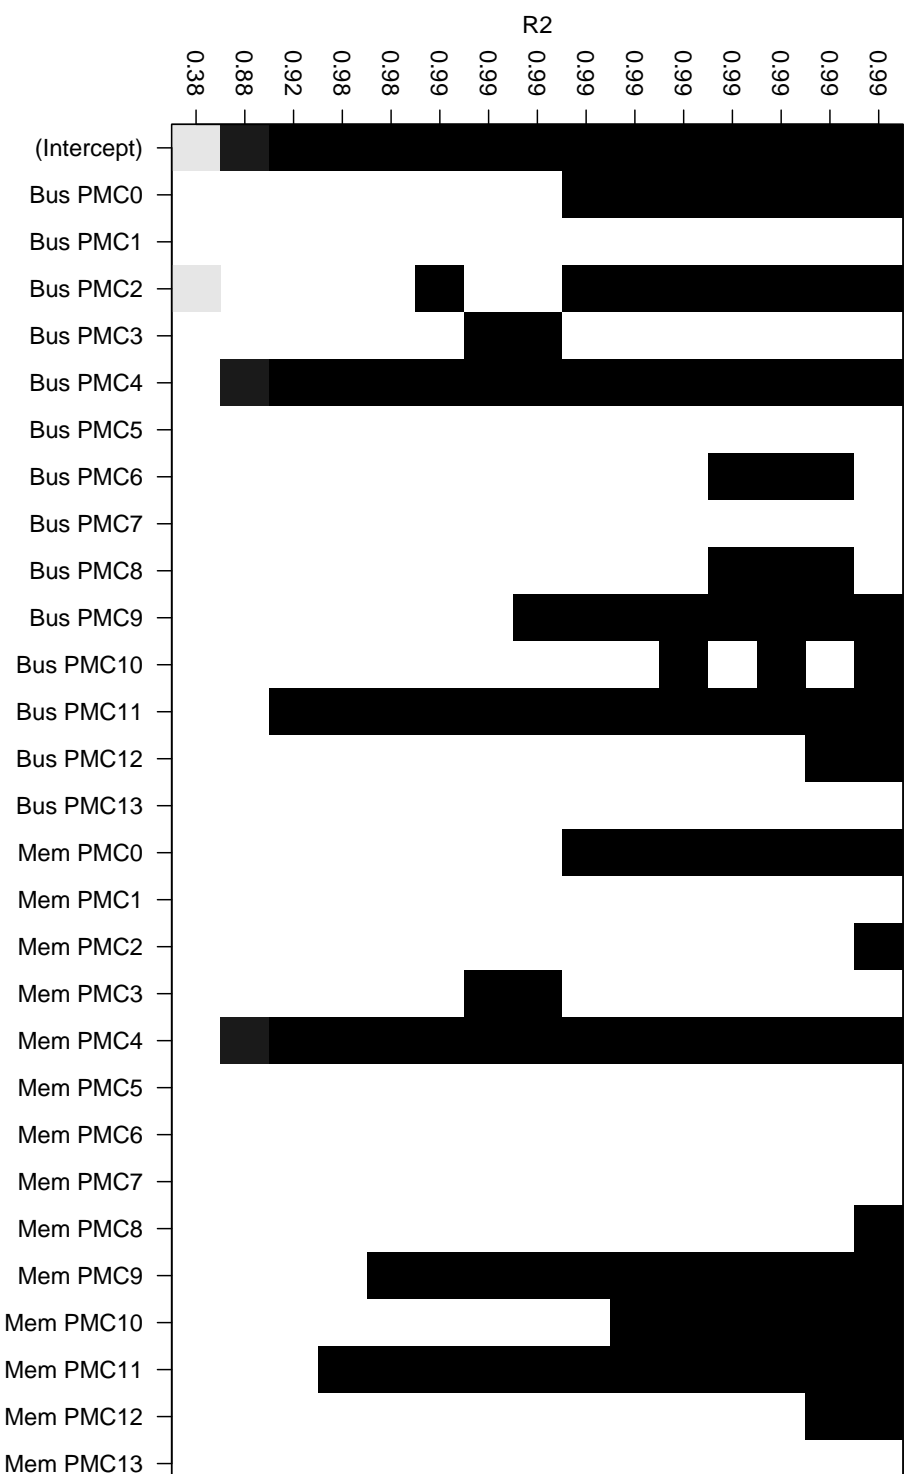 R2
0.38 0.88 0.92 0.98 0.98 0.99 0.99 0.99 0.99 0.99 0.99 0.99 0.99 0.99 0.99
(Intercept)
Bus PMC0
Bus PMC1
Bus PMC2
Bus PMC3
Bus PMC4
Bus PMC5
Bus PMC6
Bus PMC7
Bus PMC8
Bus PMC9
Bus PMC10
Bus PMC11
Bus PMC12
Bus PMC13
Mem PMC0
Mem PMC1
Mem PMC2
Mem PMC3
Mem PMC4
Mem PMC5
Mem PMC6
Mem PMC7
Mem PMC8
Mem PMC9
Mem PMC10
Mem PMC11
Mem PMC12
Mem PMC13